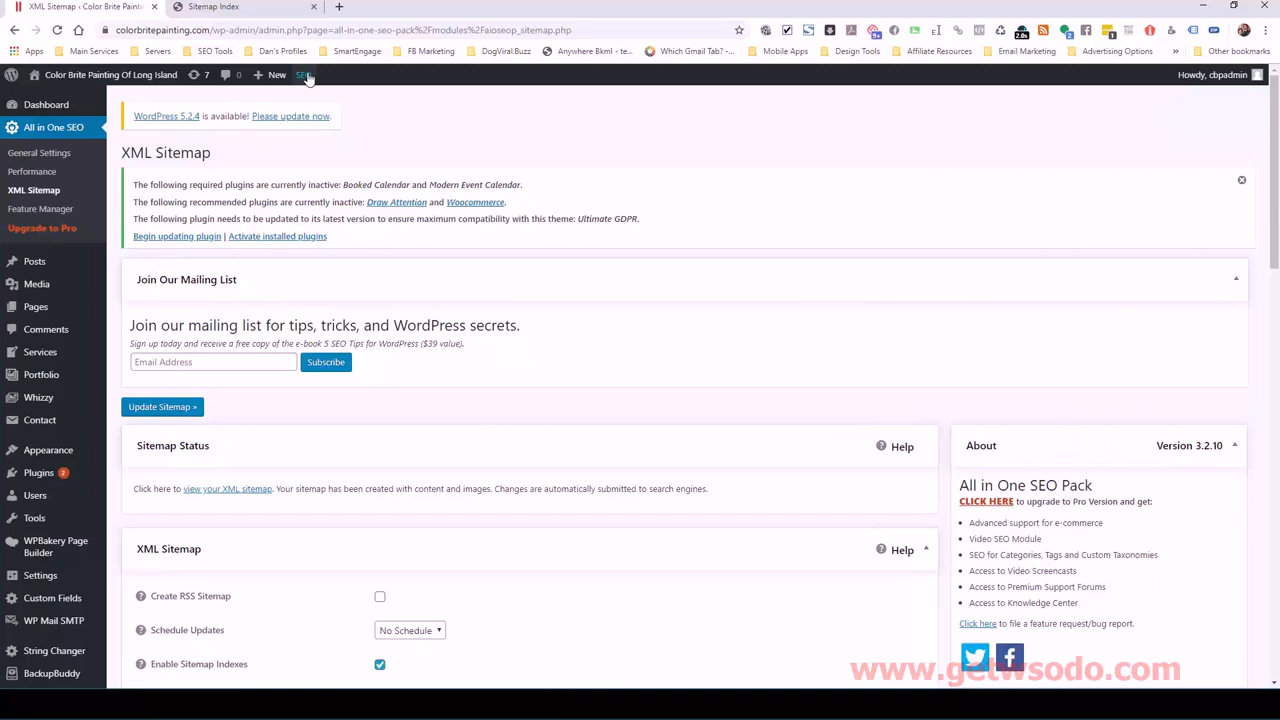 XML Sitemap ‹ Color Brite Painte
Sitemap Index
colorbritepainting.com/wp-admin/admin.php?page=all-in-one-seo-pack%2Fmodules%2Faioseop_sitemap.php
Apps Main Services Servers SEO Tools Dan's Profiles SmartEngage FB Marketing DogViral.Buzz Anywhere Bkml - te... Which Gmail Tab? -... Mobile Apps Design Tools Affiliate Resources Email Marketing Advertising Options Other bookmarks
Color Brite Painting Of Long Island 7 0 + New SEO Howdy, cbpadmin
Dashboard
All in One SEO
General Settings
Performance
XML Sitemap
Feature Manager
Upgrade to Pro
Posts
Media
Pages
Comments
Services
Portfolio
Whizzy
Contact
Appearance
Plugins 2
Users
Tools
WPBakery Page
Builder
Settings
Custom Fields
WP Mail SMTP
String Changer
BackupBuddy
WordPress 5.2.4 is available! Please update now.
XML Sitemap
The following required plugins are currently inactive: Booked Calendar and Modern Event Calendar.
The following recommended plugins are currently inactive: Draw Attention and Woocommerce.
The following plugin needs to be updated to its latest version to ensure maximum compatibility with this theme: Ultimate GDPR.
Begin updating plugin | Activate installed plugins
Join Our Mailing List
Join our mailing list for tips, tricks, and WordPress secrets.
Sign up today and receive a free copy of the e-book 5 SEO Tips for WordPress ($39 value).
Email Address Subscribe
Update Sitemap »
Sitemap Status Help
Click here to view your XML sitemap. Your sitemap has been created with content and images. Changes are automatically submitted to search engines.
XML Sitemap Help
Create RSS Sitemap
Schedule Updates No Schedule
Enable Sitemap Indexes
About Version 3.2.10
All in One SEO Pack
CLICK HERE to upgrade to Pro Version and get:
Advanced support for e-commerce
Video SEO Module
SEO for Categories, Tags and Custom Taxonomies
Access to Video Screencasts
Access to Premium Support Forums
Access to Knowledge Center
Click here to file a feature request/bug report.
www.getwsodo.com